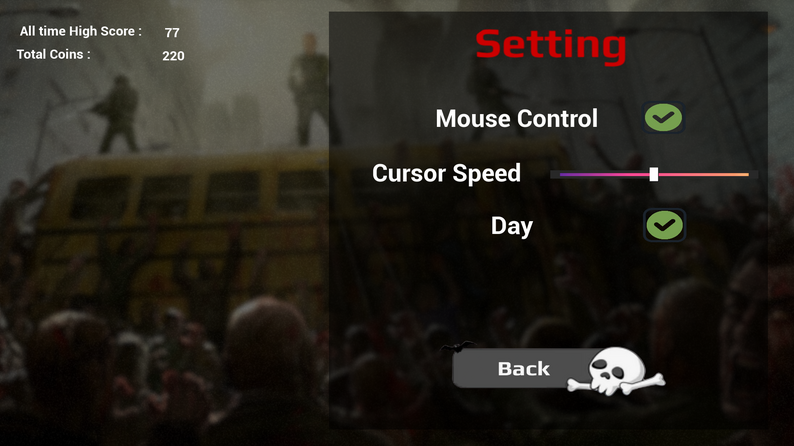 All time High Score : 77
Total Coins : 220
Setting
Mouse Control
Cursor Speed
Day
Back